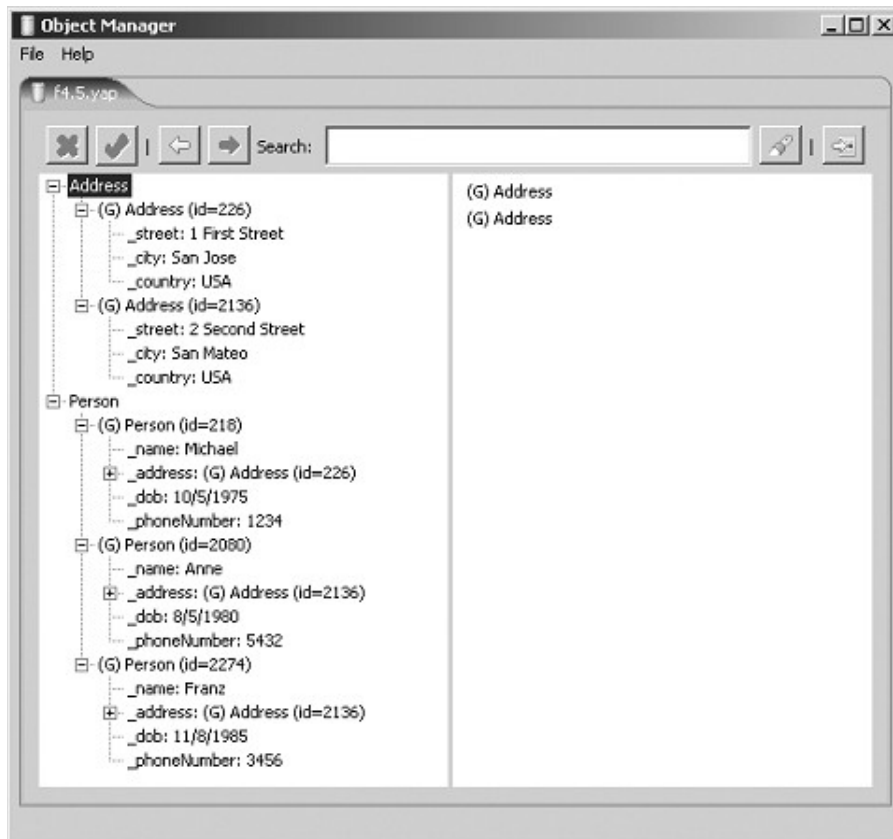 Object Manager
File Help
f4.5.yap
Search:
Address
(G) Address (id=226)
_street: 1 First Street
_city: San Jose
_country: USA
(G) Address (id=2136)
_street: 2 Second Street
_city: San Mateo
_country: USA
Person
(G) Person (id=218)
_name: Michael
_address: (G) Address (id=226)
_dob: 10/5/1975
_phoneNumber: 1234
(G) Person (id=2080)
_name: Anne
_address: (G) Address (id=2136)
_dob: 8/5/1980
_phoneNumber: 5432
(G) Person (id=2274)
_name: Franz
_address: (G) Address (id=2136)
_dob: 11/8/1985
_phoneNumber: 3456
(G) Address
(G) Address